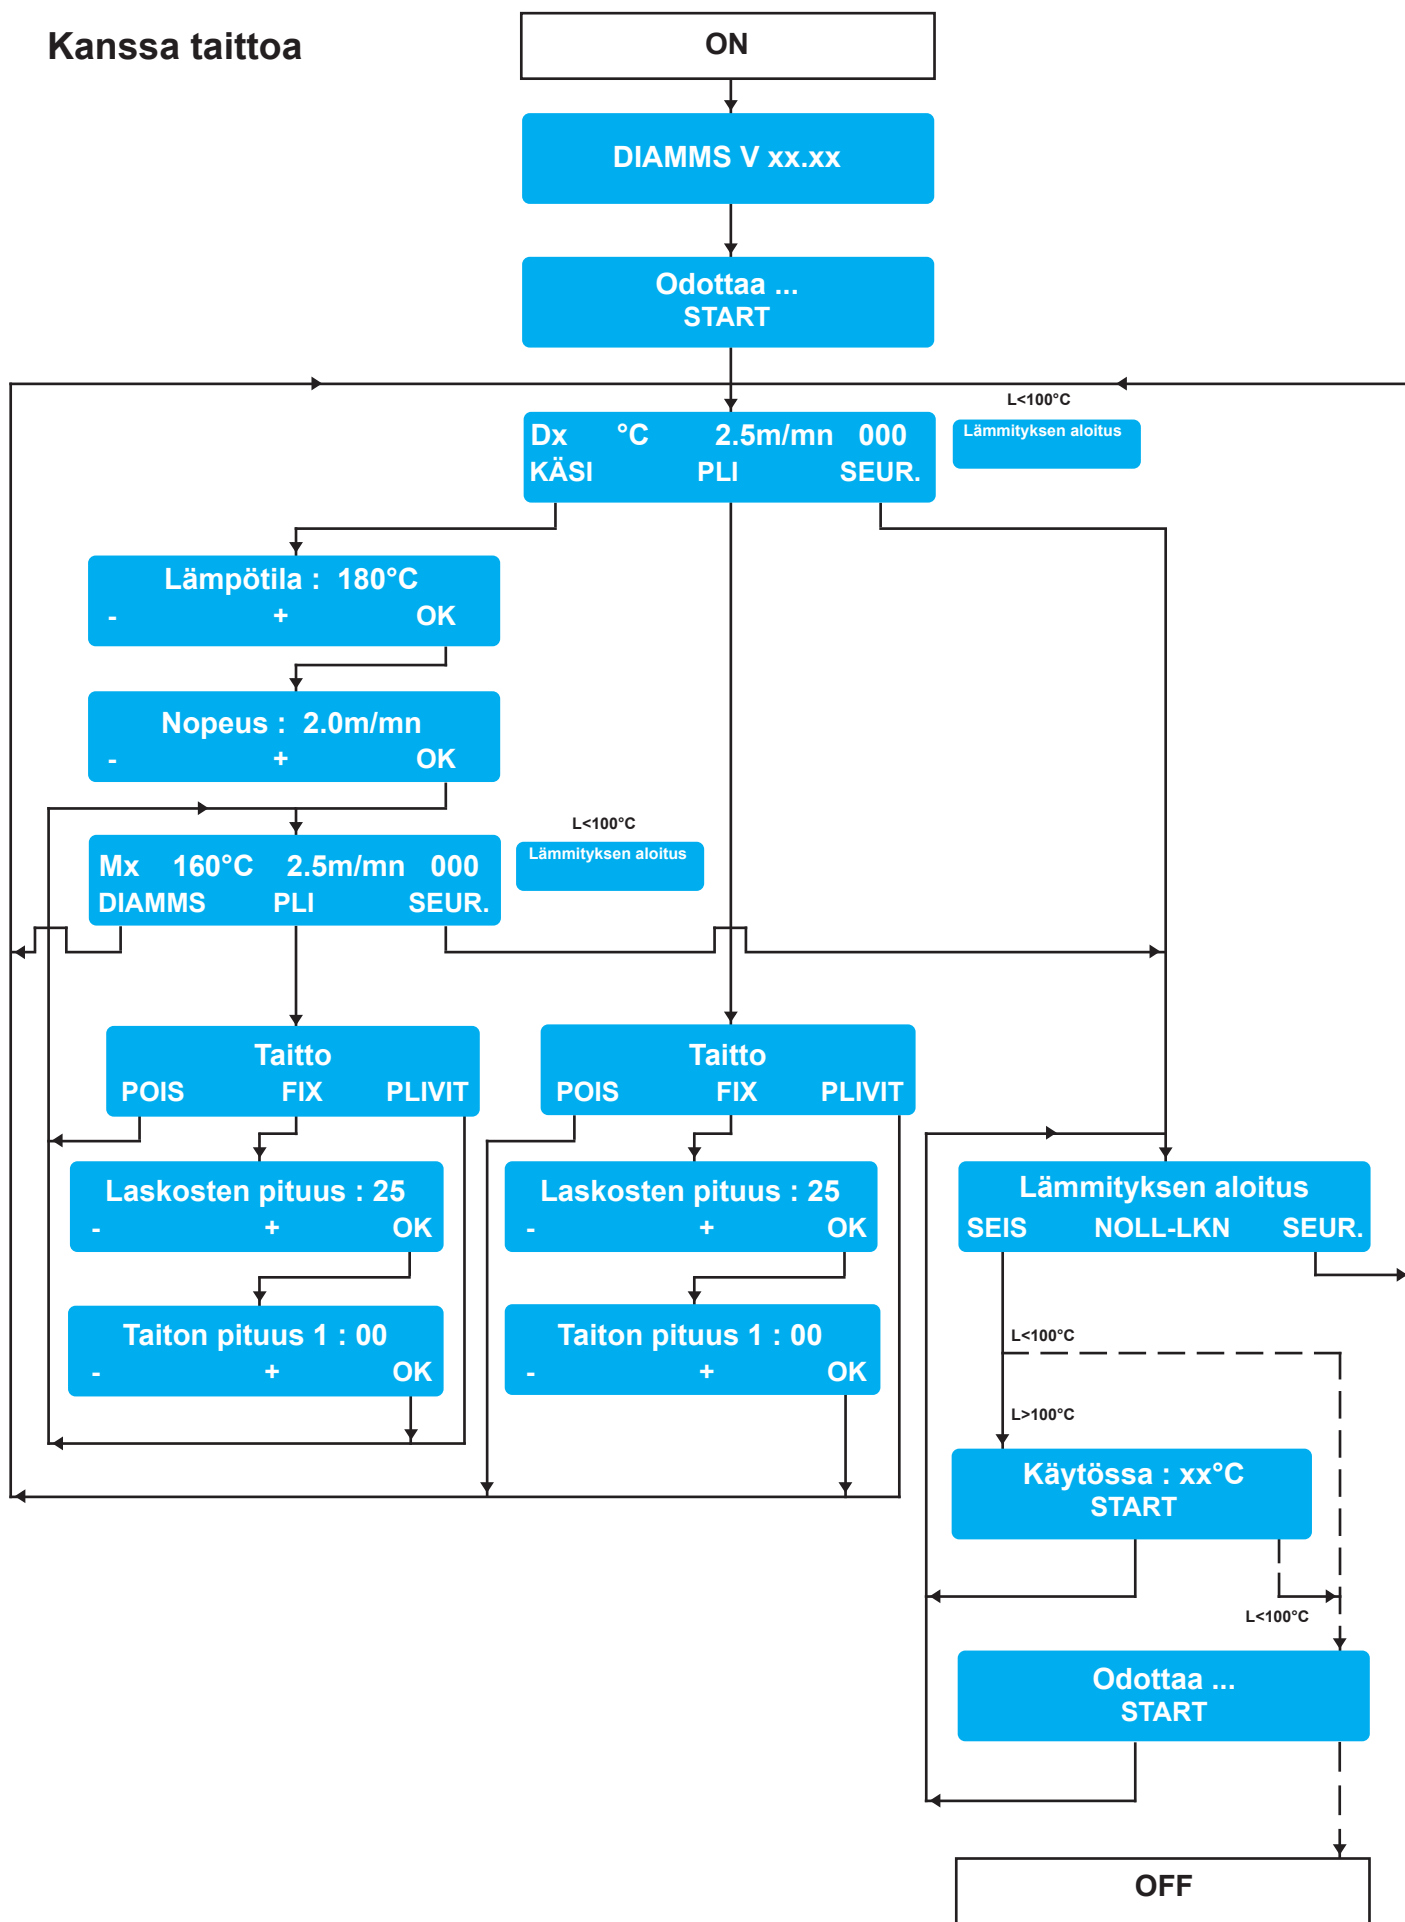 Kanssa taittoa
ON
DIAMMS V xx.xx
Odottaa ...
START
L<100°C
Dx °C 2.5m/mn 000
KÄSI PLI SEUR.
Lämmityksen aloitus
Lämpötila : 180°C
- + OK
Nopeus : 2.0m/mn
- + OK
L<100°C
Mx 160°C 2.5m/mn 000
DIAMMS PLI SEUR.
Lämmityksen aloitus
Taitto
POIS FIX PLIVIT
Taitto
POIS FIX PLIVIT
Laskosten pituus : 25
- + OK
Laskosten pituus : 25
- + OK
Lämmityksen aloitus
SEIS NOLL-LKN SEUR.
Taiton pituus 1 : 00
- + OK
Taiton pituus 1 : 00
- + OK
L<100°C
L>100°C
Käytössa : xx°C
START
L<100°C
Odottaa ...
START
OFF